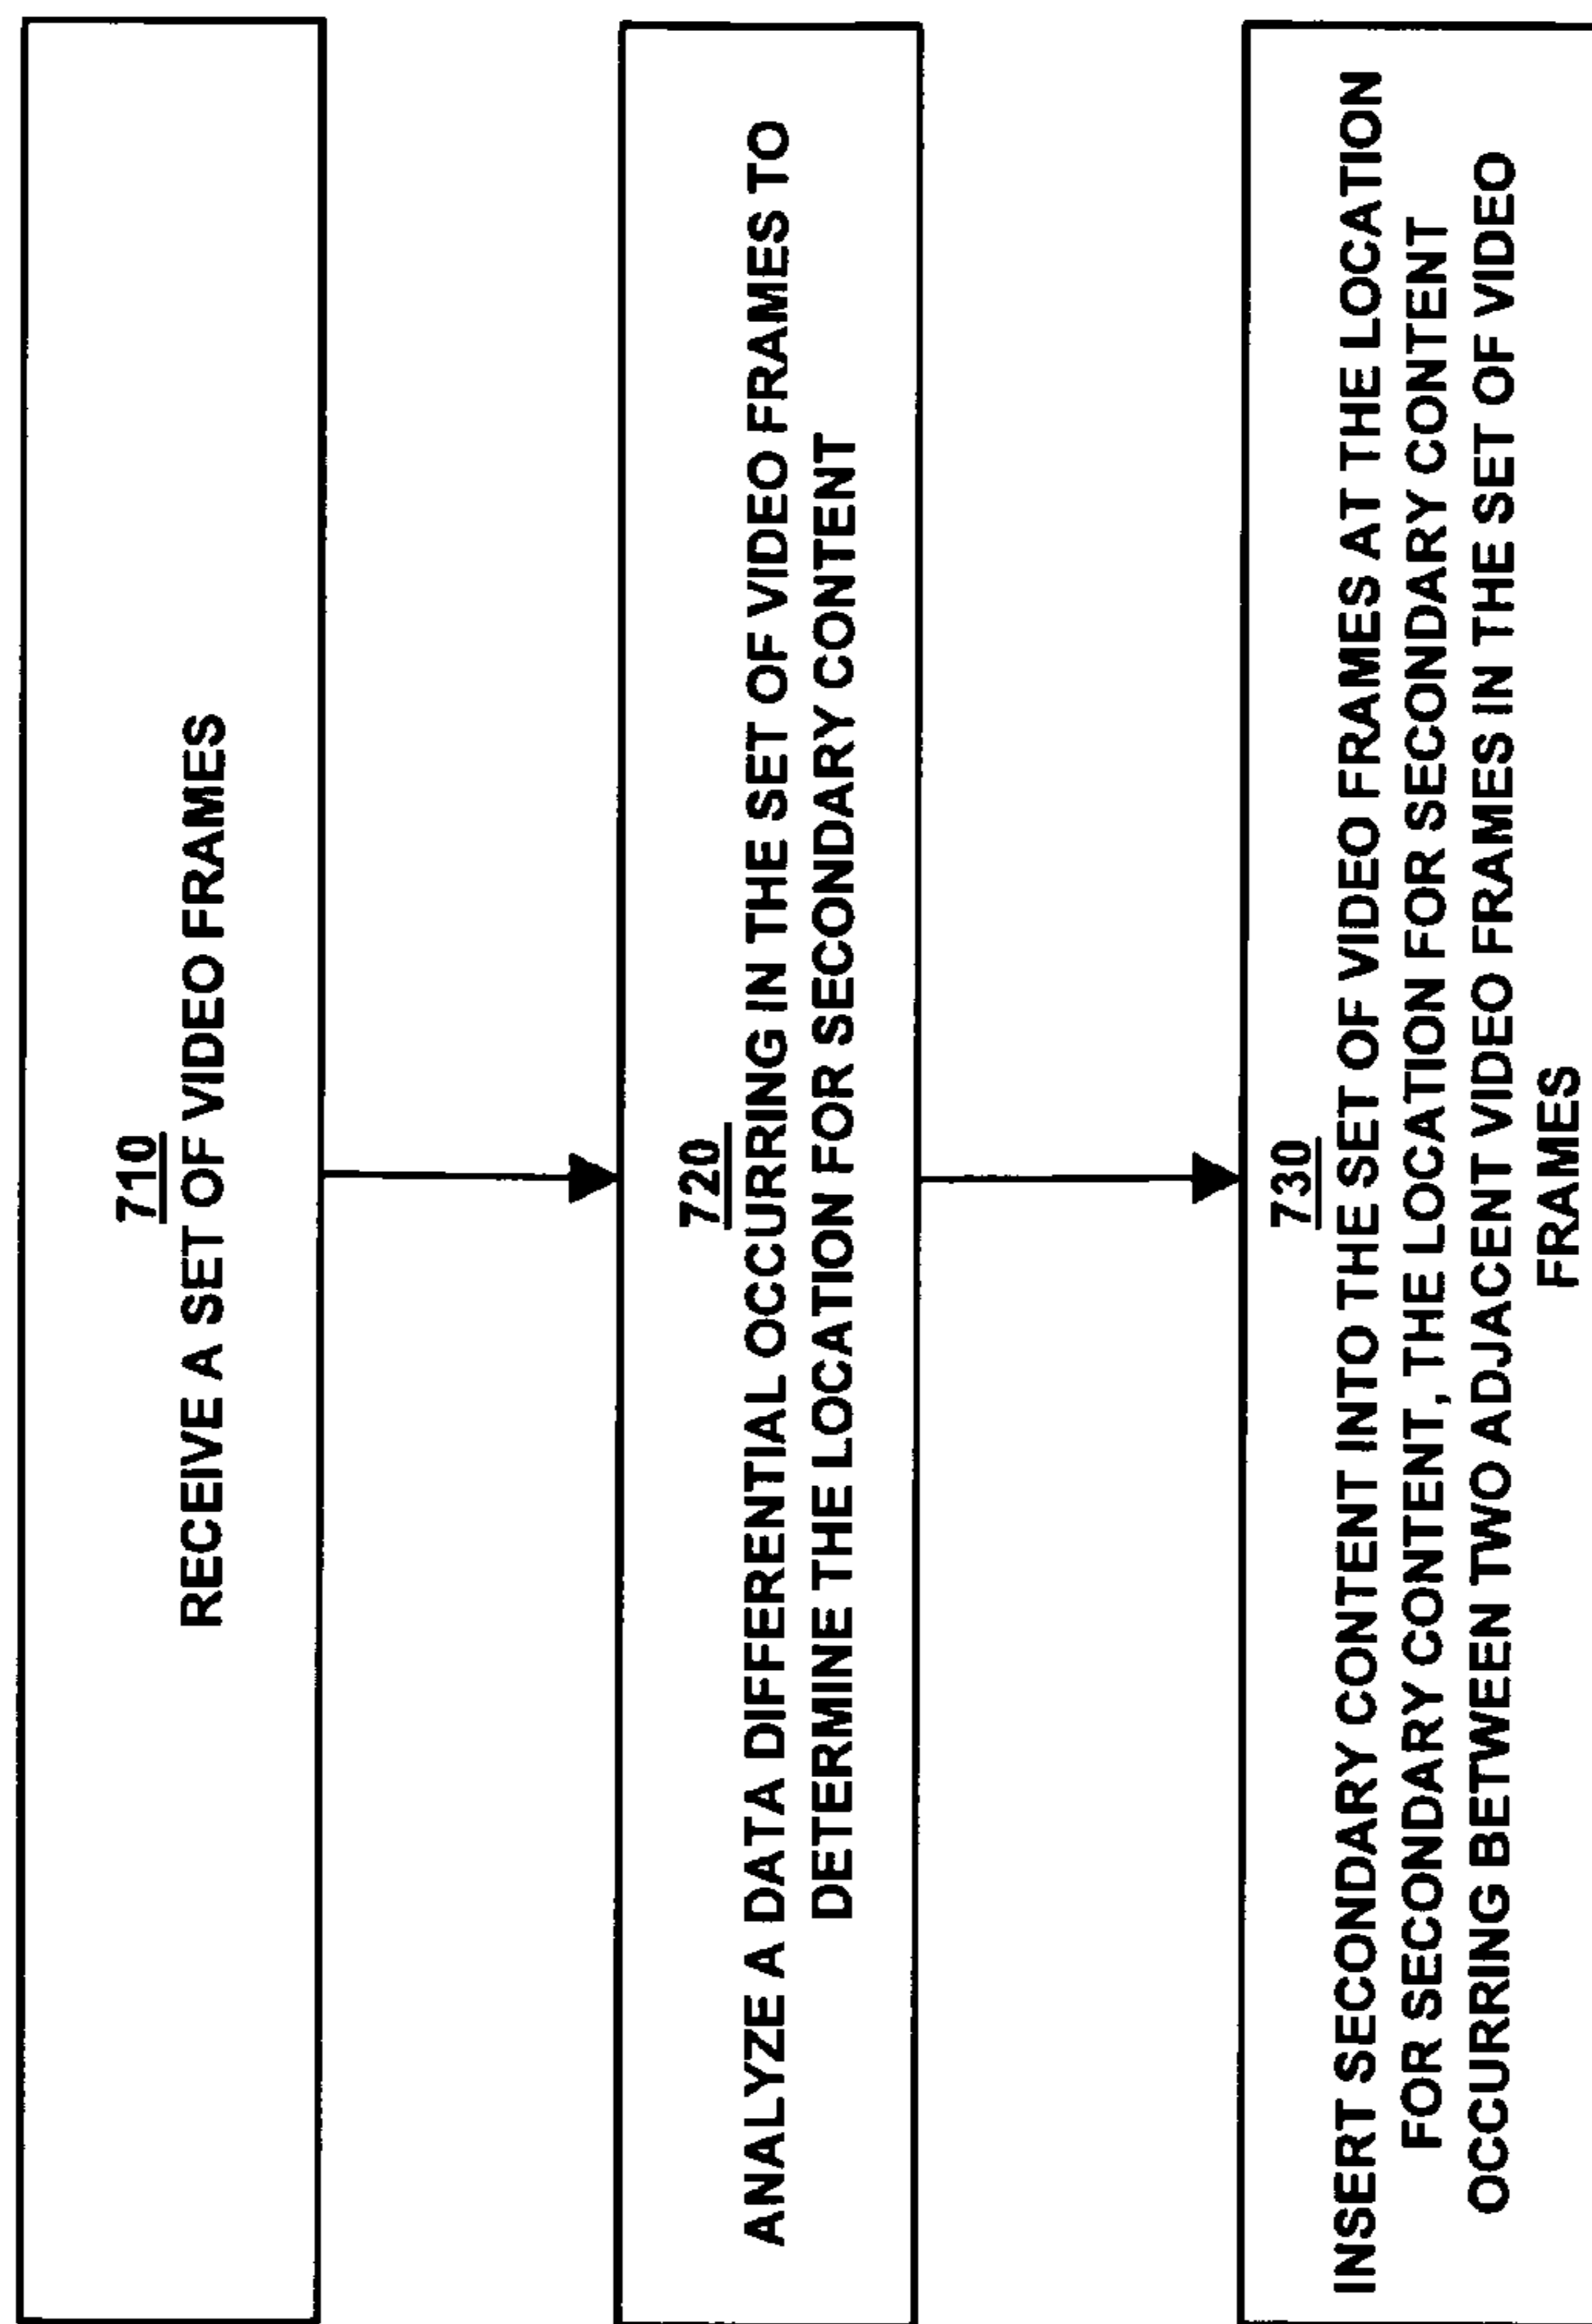 710
RECEIVE A SET OF VIDEO FRAMES
720
ANALYZE A DATA DIFFERENTIAL OCCURRING IN THE SET OF VIDEO FRAMES TO
DETERMINE THE LOCATION FOR SECONDARY CONTENT
730
INSERT SECONDARY CONTENT INTO THE SET OF VIDEO FRAMES AT THE LOCATION
FOR SECONDARY CONTENT, THE LOCATION FOR SECONDARY CONTENT
OCCURRING BETWEEN TWO ADJACENT VIDEO FRAMES IN THE SET OF VIDEO
FRAMES